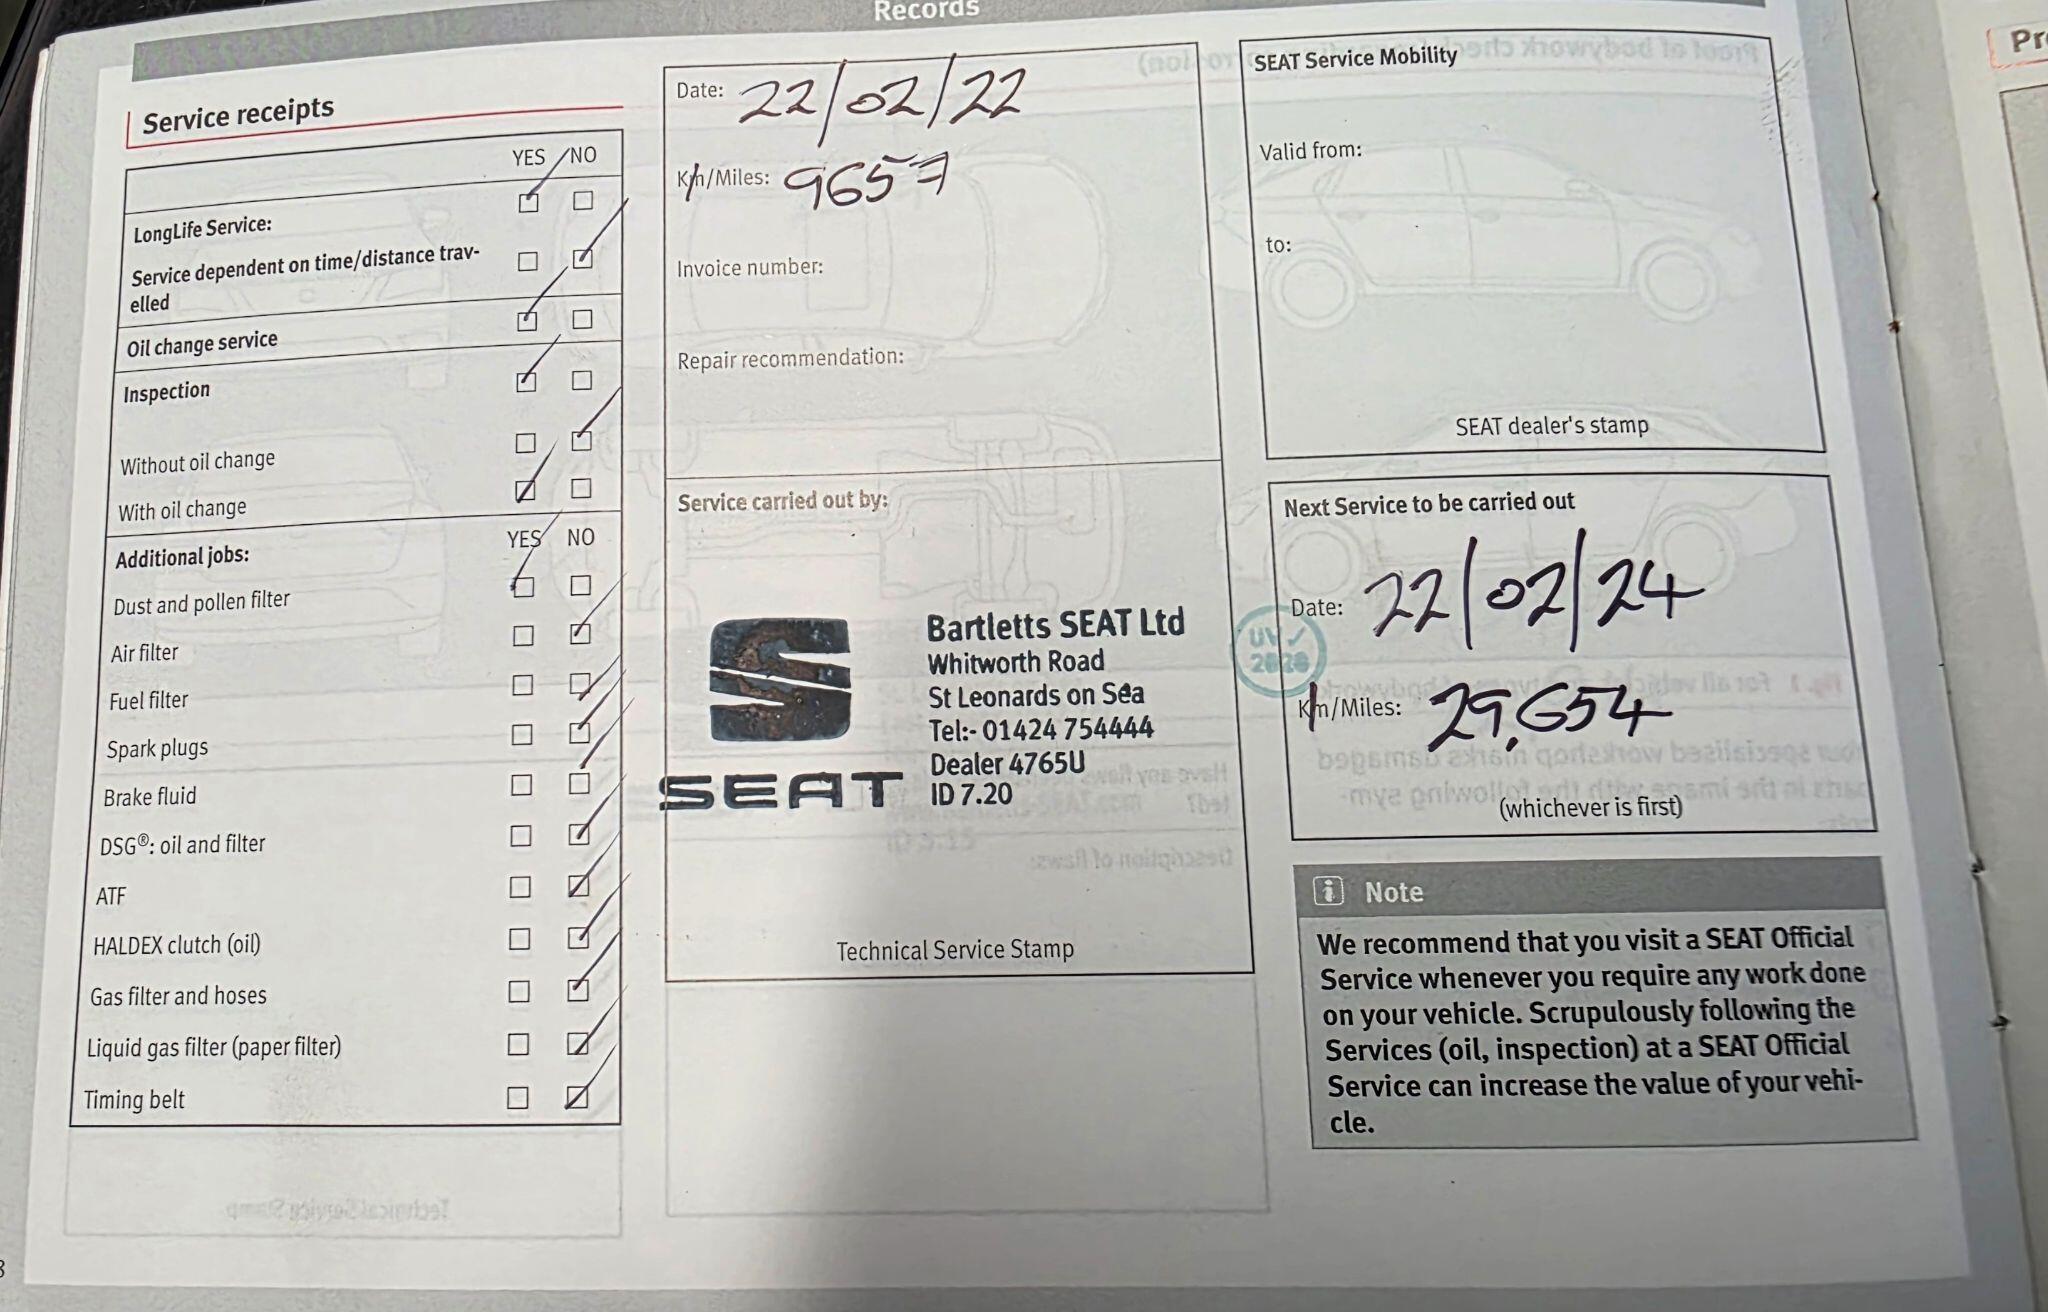 Records
Service receipts
YES NO
LongLife Service:
Service dependent on time/distance trav-
elled
Oil change service
Inspection
Without oil change
With oil change
Additional jobs:
YES NO
Dust and pollen filter
Air filter
Fuel filter
Spark plugs
Brake fluid
DSG®: oil and filter
ATF
HALDEX clutch (oil)
Gas filter and hoses
Liquid gas filter (paper filter)
Timing belt
Date: 22/02/22
Km/Miles: 9657
Invoice number:
Repair recommendation:
Service carried out by:
SEAT
Bartletts SEAT Ltd
Whitworth Road
St Leonards on Sea
Tel:- 01424 754444
Dealer 4765U
ID 7.20
Technical Service Stamp
SEAT Service Mobility
Valid from:
to:
SEAT dealer's stamp
Next Service to be carried out
Date: 22/02/24
UV ✓
Km/Miles: 29,654
(whichever is first)
i Note
We recommend that you visit a SEAT Official
Service whenever you require any work done
on your vehicle. Scrupulously following the
Services (oil, inspection) at a SEAT Official
Service can increase the value of your vehi-
cle.